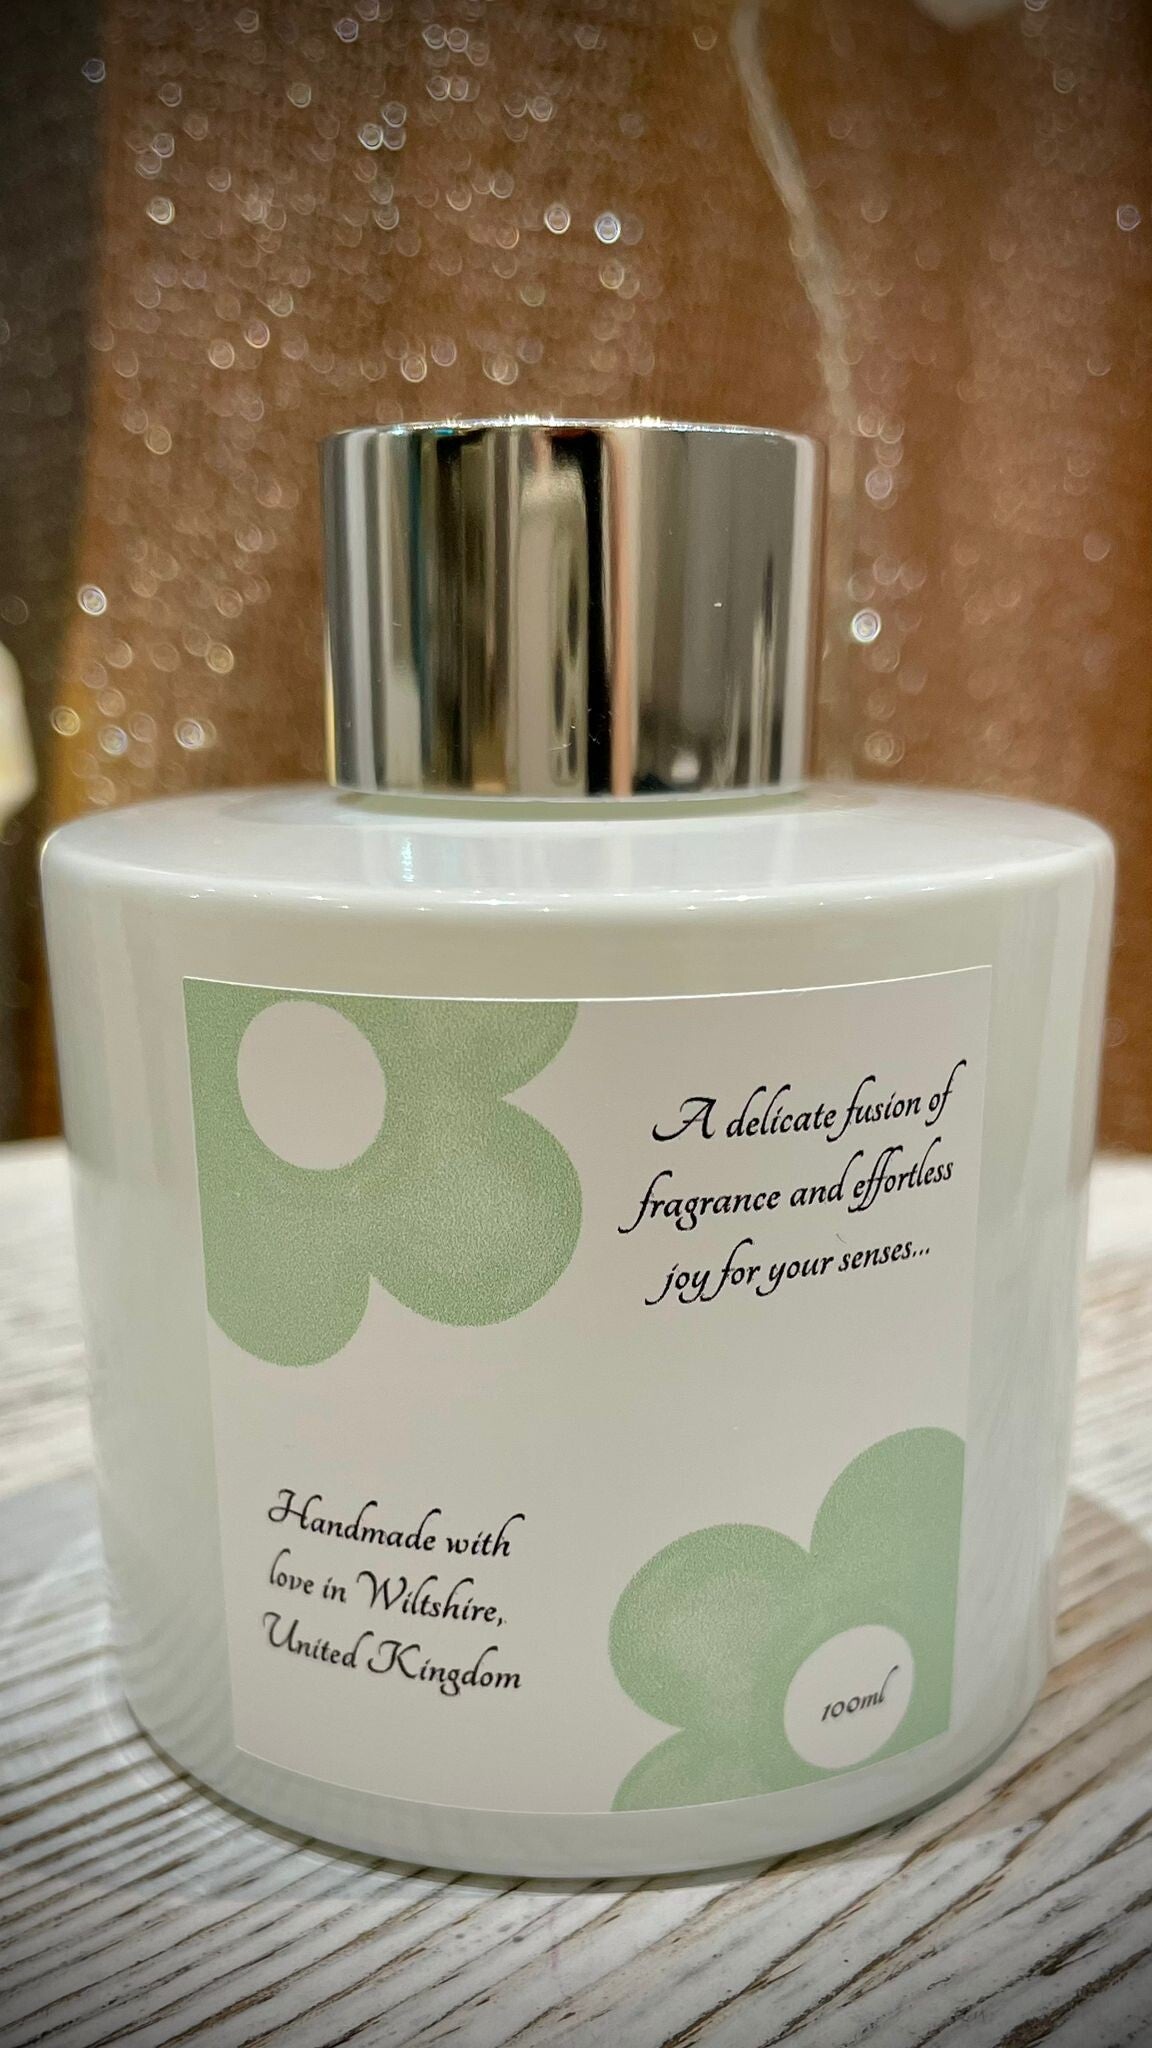 A delicate fusion of
fragrance and effortless
joy for your senses...
Handmade with
love in Wiltshire,
United Kingdom
100ml